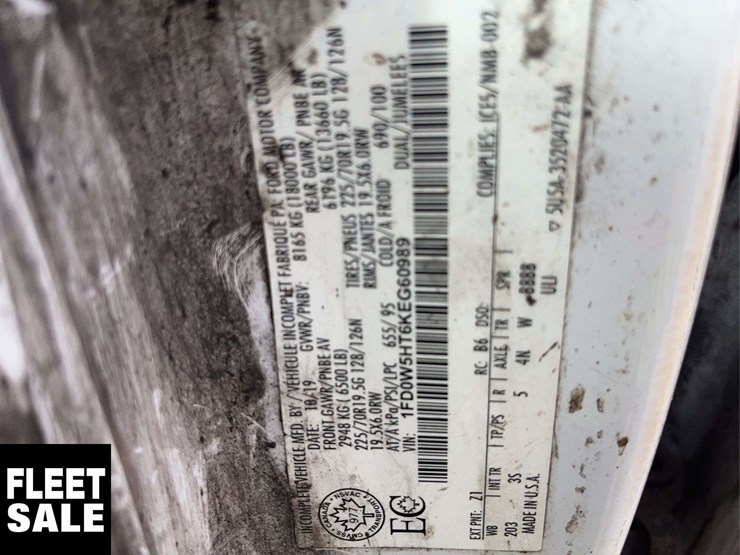 INCOMPLETE VEHICLE MFD. BY / VEHICULE INCOMPLET FABRIQUE PAR FORD MOTOR COMPANY
DATE: 10/19 GVWR/PNBV: 8165 KG (18000 LB)
FRONT GAWR/PNBE AV REAR GAWR/ PNBE AR
2948 KG ( 6500 LB) 6196 KG (13660 LB)
225/70R19.5G 128/126N TIRES/PNEUS 225/70R19.5G 128/126N
19.5X6.0RW RIMS/JANTES 19.5X6.0RW
AT/A kPa/PSI/LPC 655/95 COLD/A FROID 690/100
VIN: 1FD0W5HT6KEG60989 DUAL/JUMELEES
EC
COMPLIES: ICES/NMB-002
EXT PNT: Z1 RC: B6 DSO:
WB INT TR TP/PS R AXLE TR SPR
203 3S 5 4N W 8888
MADE IN U.S.A. UU
5U5A-3520472-AA
FLEET
SALE